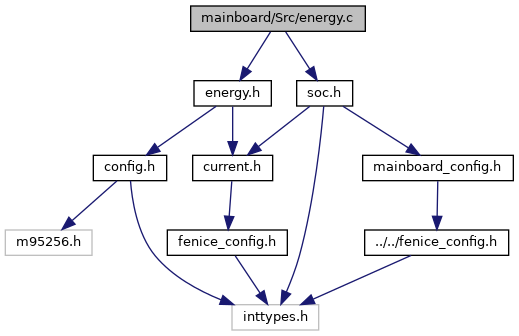 mainboard/Src/energy.c
energy.h
soc.h
config.h
current.h
mainboard_config.h
m95256.h
fenice_config.h
../../fenice_config.h
inttypes.h